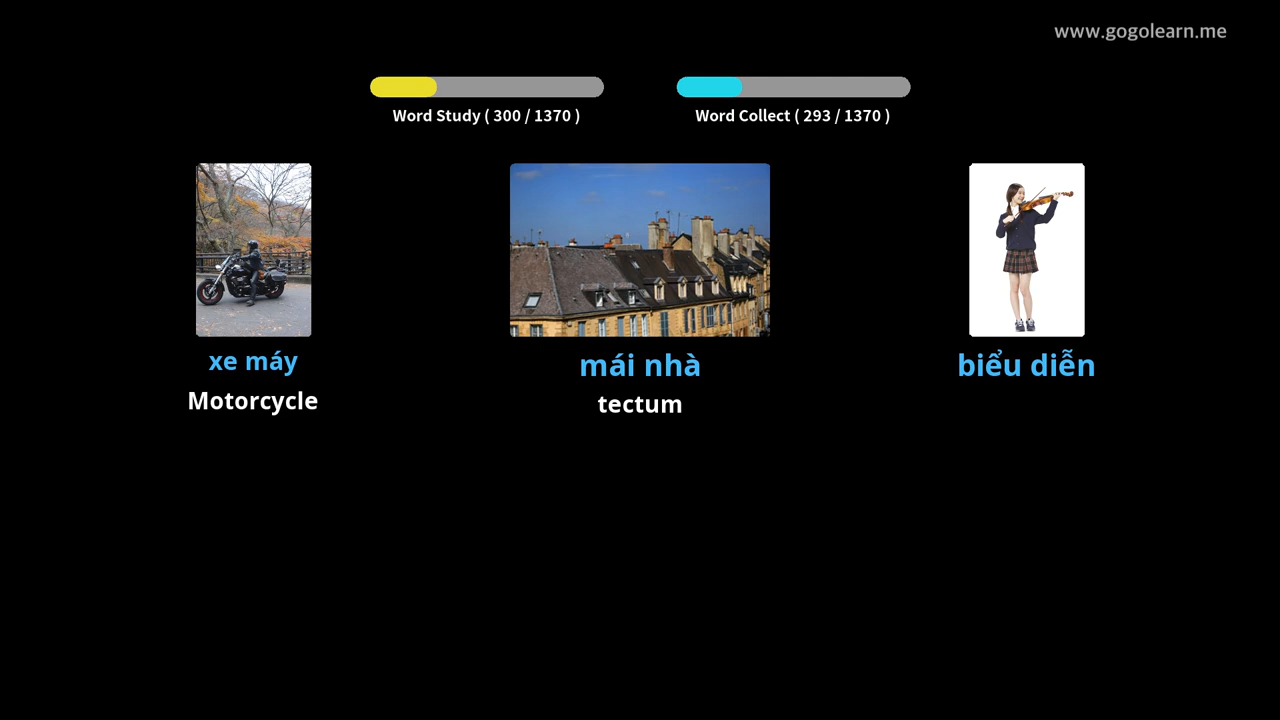 www.gogolearn.me
Word Study ( 300 / 1370 )
Word Collect ( 293 / 1370 )
xe máy
Motorcycle
mái nhà
tectum
biểu diễn